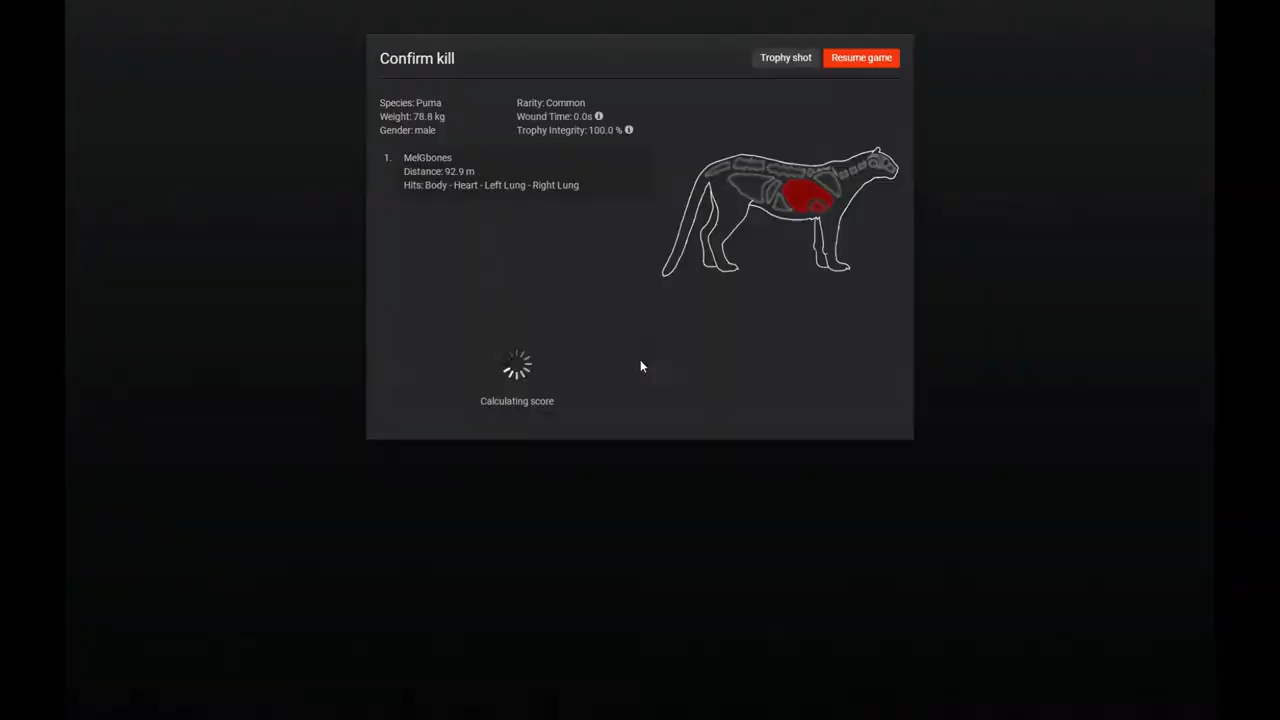 Confirm kill
Trophy shot
Resume game
Species: Puma
Rarity: Common
Weight: 78.8 kg
Wound Time: 0.0s
Gender: male
Trophy Integrity: 100.0 %
1. MelGbones
Distance: 92.9 m
Hits: Body - Heart - Left Lung - Right Lung
Calculating score